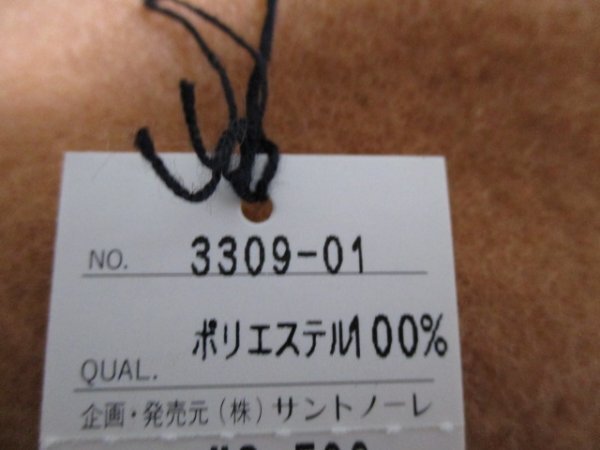 NO. 3309-01
QUAL. ポリエステル100%
企画・発売元(株)サントノーレ